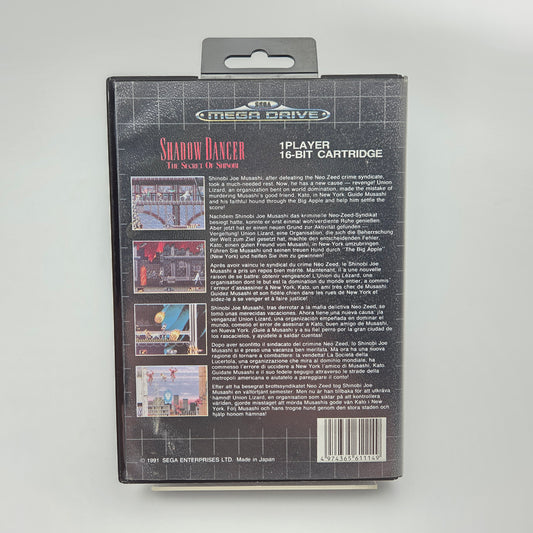 SEGA
MEGA DRIVE
SHADOW DANCER
THE SECRET OF SHINOBI
1PLAYER
16-BIT CARTRIDGE
Shinobi Joe Musashi, after defeating the Neo Zeed crime syndicate,
took a much-needed rest. Now, he has a new cause — revenge! Union
Lizard, an organization bent on world domination, made the mistake of
murdering Musashi's good friend, Kato, in New York. Guide Musashi
and his faithful hound through the Big Apple and help him settle the
score!
Nachdem Shinobi Joe Musashi das kriminelle Neo-Zeed-Syndikat
besiegt hatte, konnte er erst einmal wohlverdiente Ruhe genießen.
Aber jetzt hat er einen neuen Grund zur Aktivität gefunden —
Vergeltung! Union Lizard, eine Organisation, die sich die Beherrschung
der Welt zum Ziel gesetzt hat, machte den entscheidenden Fehler,
Kato, einen guten Freund von Musashi, in New York umzubringen.
Führen Sie Musashi und seinen treuen Hund durch "The Big Apple"
(New York) und helfen Sie ihm zu gewinnen!
Après avoir vaincu le syndicat du crime Neo Zeed, le Shinobi Joe
Musashi a pris un repos bien mérité. Maintenant, il a une nouvelle
raison de se battre: obtenir vengeance! L'Union du Lézard, une
organisation dont le but est la domination du monde entier, a commis
l'erreur d'assassiner à New York, Kato, un ami très cher de Musashi.
Guidez Musashi et son fidèle chien dans les rues de New York et
aidez-le à se venger et à faire justice!
Shinobi Joe Musashi, tras derrotar a la mafia delictiva Neo Zeed, se
tomó unas merecidas vacaciones. Ahora tiene una nueva causa: ¡la
venganza! Union Lizard, una organización empeñada en dominar el
mundo, cometió el error de asesinar a Kato, buen amigo de Musashi,
en Nueva York. ¡Guíe a Musashi y a su fiel perro por la gran ciudad de
los rascacielos, y ayúdele a saldar cuentas!
Dopo aver sconfitto il sindacato del crimine Neo Zeed, lo Shinobi Joe
Musashi si è preso una vacanza ben meritata. Ma ora ha una nuova
ragione di tornare a combattere: la vendetta! La Società della
Lucertola, una organizzazione che mira al dominio mondiale, ha
commesso l'errore di uccidere a New York l'amico di Musashi, Kato.
Guidate Musashi e il suo fedele segugio attraverso le strade della
metropoli americana e aiutatelo a pareggiare il conto!
Efter att ha besegrat brottssyndikatet Neo Zeed tog Shinobi Joe
Musashi en välförtjänt semester. Men nu är han tillbaka för att utkräva
hämnd! Union Lizard, en organisation som siktar på att kontrollera
världen, gjorde misstaget att mörda Musashis gode vän Kato i New
York. Följ Musashi och hans trogne hund genom den stora staden och
hjälp honom hämnas!
© 1991 SEGA ENTERPRISES LTD. Made in Japan
4 974365 611149